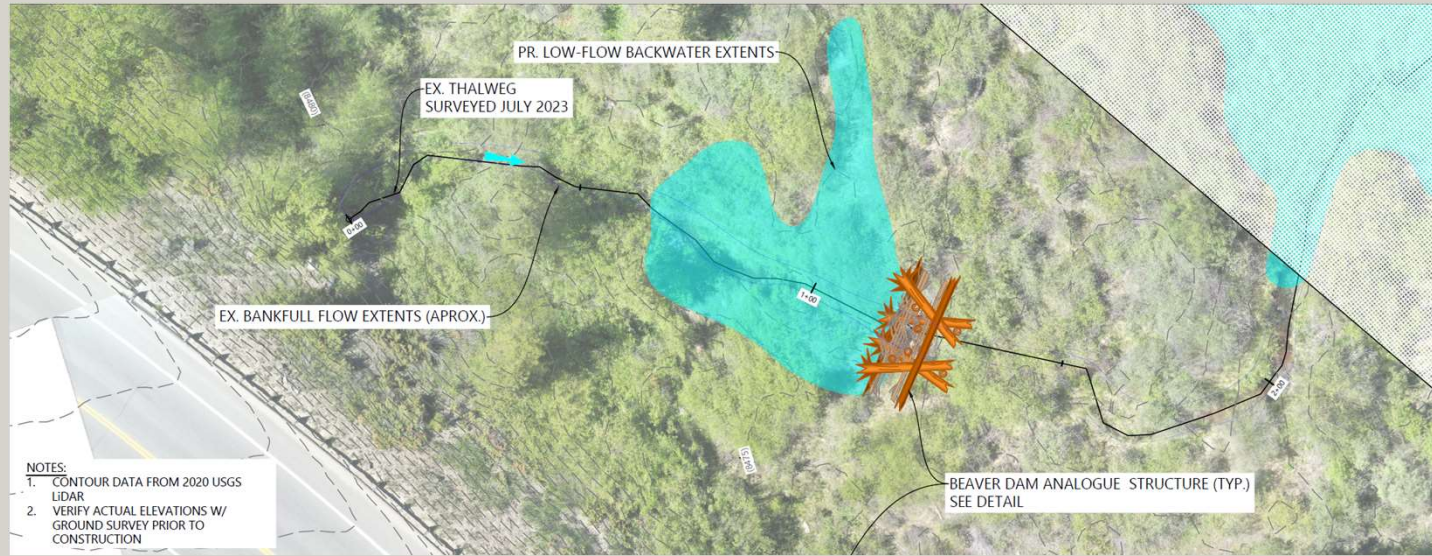 PR. LOW-FLOW BACKWATER EXTENTS
EX. THALWEG
SURVEYED JULY 2023
(8480)
0+00
EX. BANKFULL FLOW EXTENTS (APROX.)
1+00
2+00
(8475)
BEAVER DAM ANALOGUE STRUCTURE (TYP.)
SEE DETAIL
NOTES:
1. CONTOUR DATA FROM 2020 USGS
LiDAR
2. VERIFY ACTUAL ELEVATIONS W/
GROUND SURVEY PRIOR TO
CONSTRUCTION